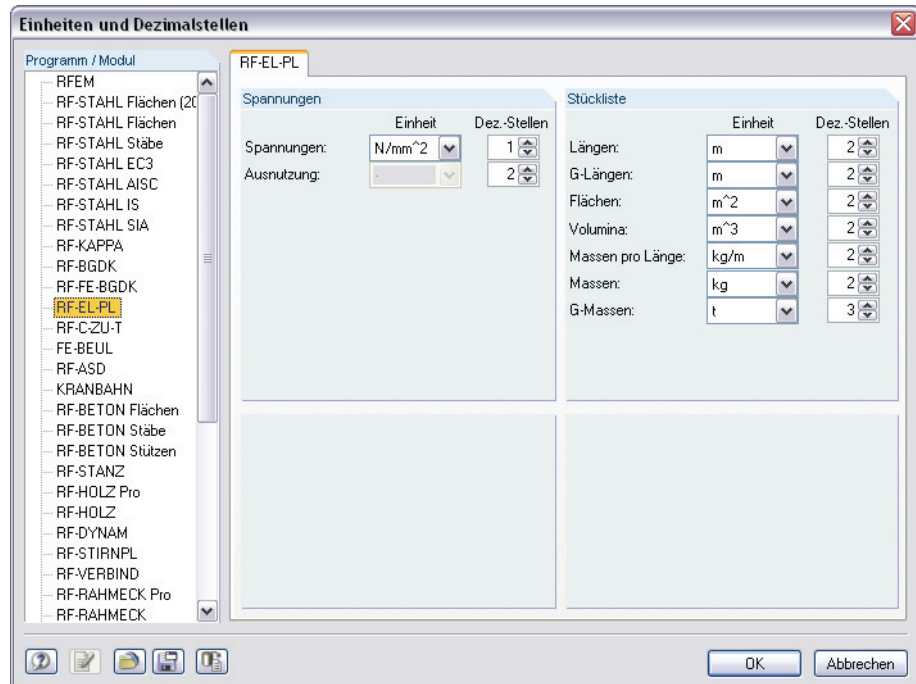 Einheiten und Dezimalstellen
Programm / Modul
RFEM
RF-STAHL Flächen (20
RF-STAHL Flächen
RF-STAHL Stäbe
RF-STAHL EC3
RF-STAHL AISC
RF-STAHL IS
RF-STAHL SIA
RF-KAPPA
RF-BGDK
RF-FE-BGDK
RF-EL-PL
RF-C-ZU-T
FE-BEUL
RF-ASD
KRANBAHN
RF-BETON Flächen
RF-BETON Stäbe
RF-BETON Stützen
RF-STANZ
RF-HOLZ Pro
RF-HOLZ
RF-DYNAM
RF-STIRNPL
RF-VERBIND
RF-RAHMECK Pro
RF-RAHMECK
RF-EL-PL
Spannungen
Einheit Dez.-Stellen
Spannungen: N/mm^2 1
Ausnutzung: - 2
Stückliste
Einheit Dez.-Stellen
Längen: m 2
G-Längen: m 2
Flächen: m^2 2
Volumina: m^3 2
Massen pro Länge: kg/m 2
Massen: kg 2
G-Massen: t 3
OK Abbrechen